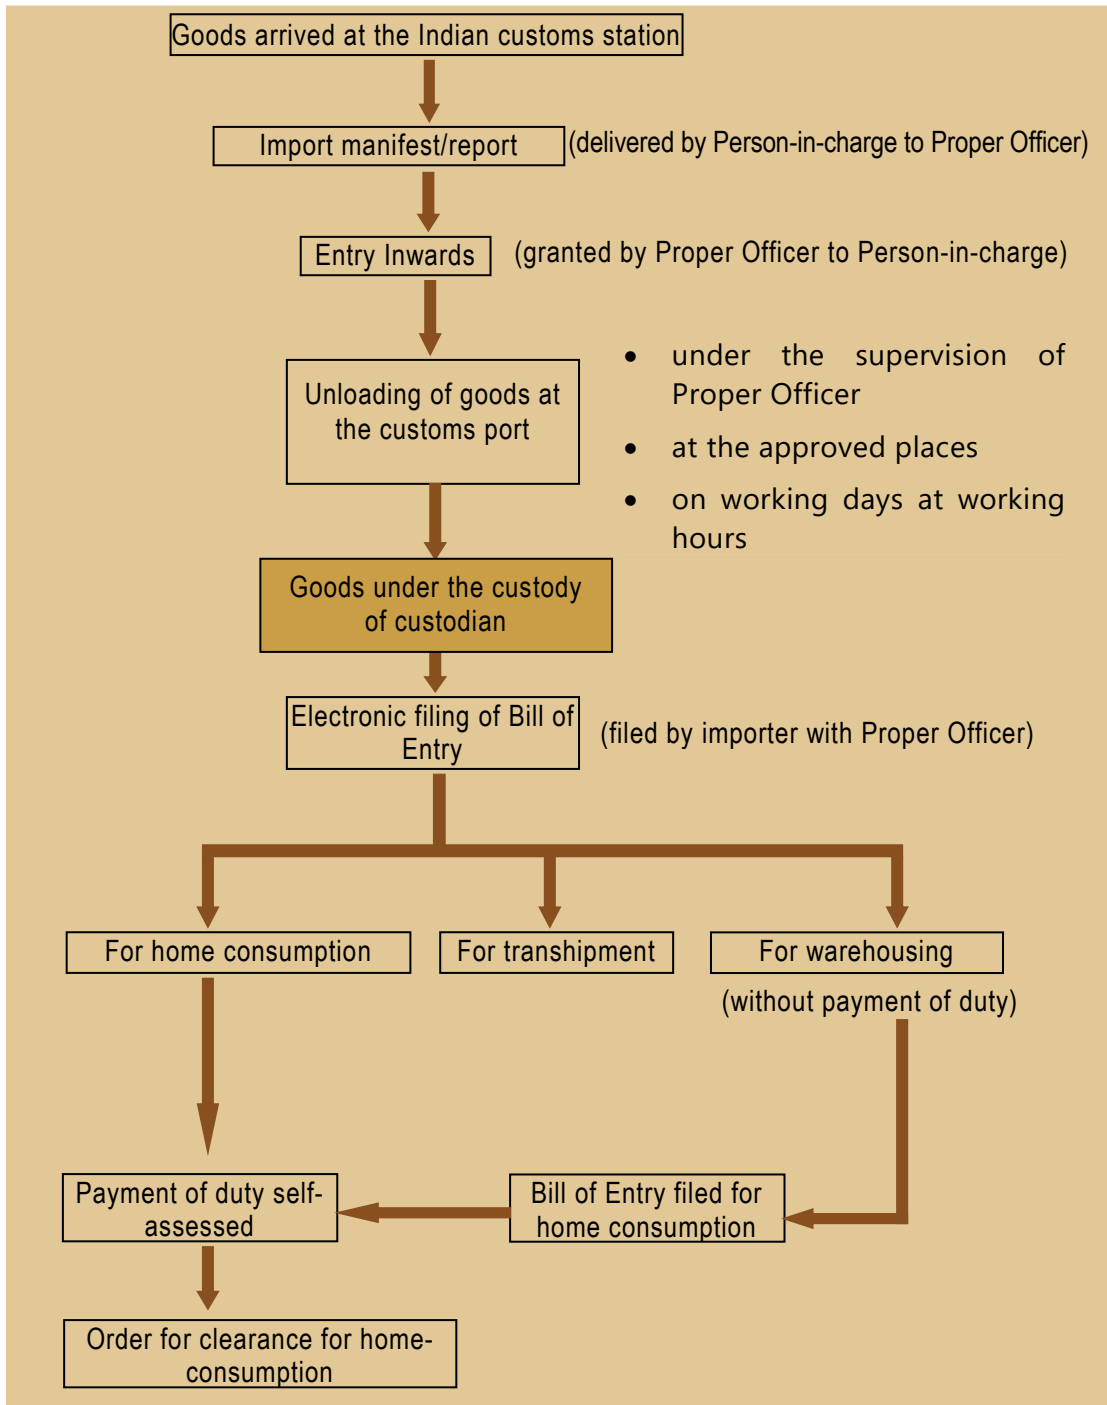 Goods arrived at the Indian customs station
Import manifest/report
(delivered by Person-in-charge to Proper Officer)
Entry Inwards
(granted by Proper Officer to Person-in-charge)
Unloading of goods at
the customs port
• under the supervision of
Proper Officer
• at the approved places
• on working days at working
hours
Goods under the custody
of custodian
Electronic filing of Bill of
Entry
(filed by importer with Proper Officer)
For home consumption
For transhipment
For warehousing
(without payment of duty)
Payment of duty self-
assessed
Bill of Entry filed for
home consumption
Order for clearance for home-
consumption